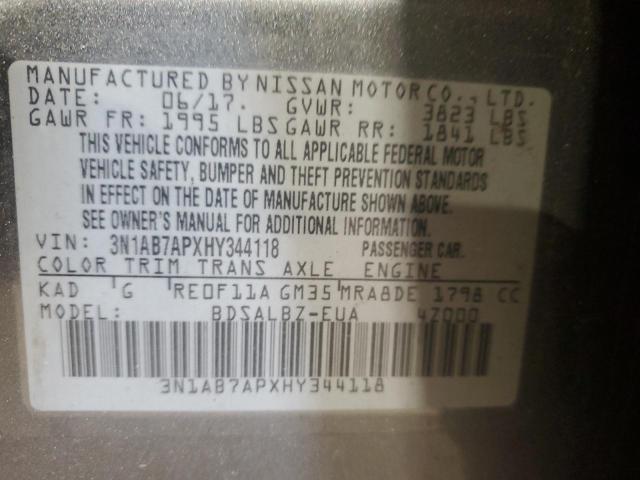 MANUFACTURED BY NISSAN MOTOR CO., LTD.
DATE: 06/17. GVWR: 3823 LBS
GAWR FR: 1995 LBS GAWR RR: 1841 LBS
THIS VEHICLE CONFORMS TO ALL APPLICABLE FEDERAL MOTOR
VEHICLE SAFETY, BUMPER AND THEFT PREVENTION STANDARDS
IN EFFECT ON THE DATE OF MANUFACTURE SHOWN ABOVE.
SEE OWNER'S MANUAL FOR ADDITIONAL INFORMATION.
VIN: 3N1AB7APXHY344118 PASSENGER CAR.
COLOR TRIM TRANS AXLE ENGINE
KAD G RE0F11A GM35 MRA8DE 1798 CC
MODEL: BDSALBZ-EUA 4Z000
3N1AB7APXHY344118